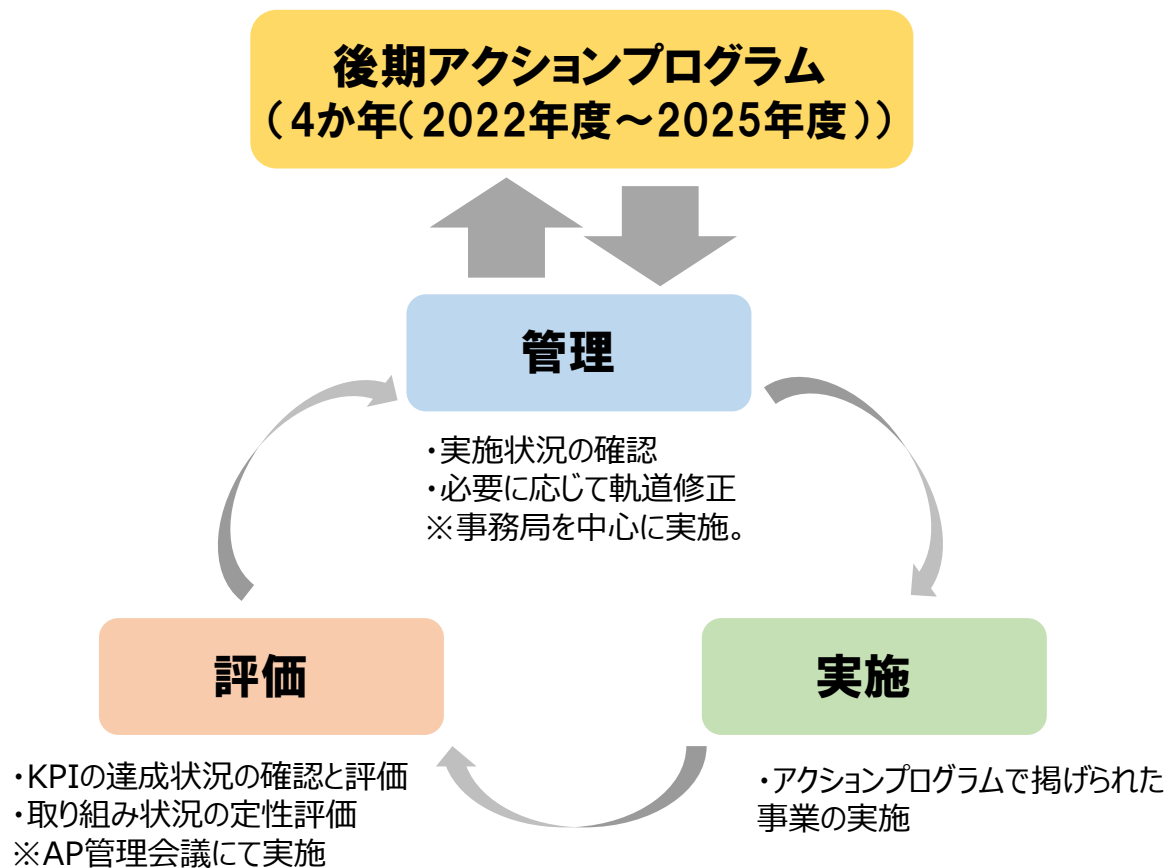 後期アクションプログラム
（4か年（2022年度～2025年度））
管理
・実施状況の確認
・必要に応じて軌道修正
※事務局を中心に実施。
評価
・KPIの達成状況の確認と評価
・取り組み状況の定性評価
※AP管理会議にて実施
実施
・アクションプログラムで掲げられた
事業の実施